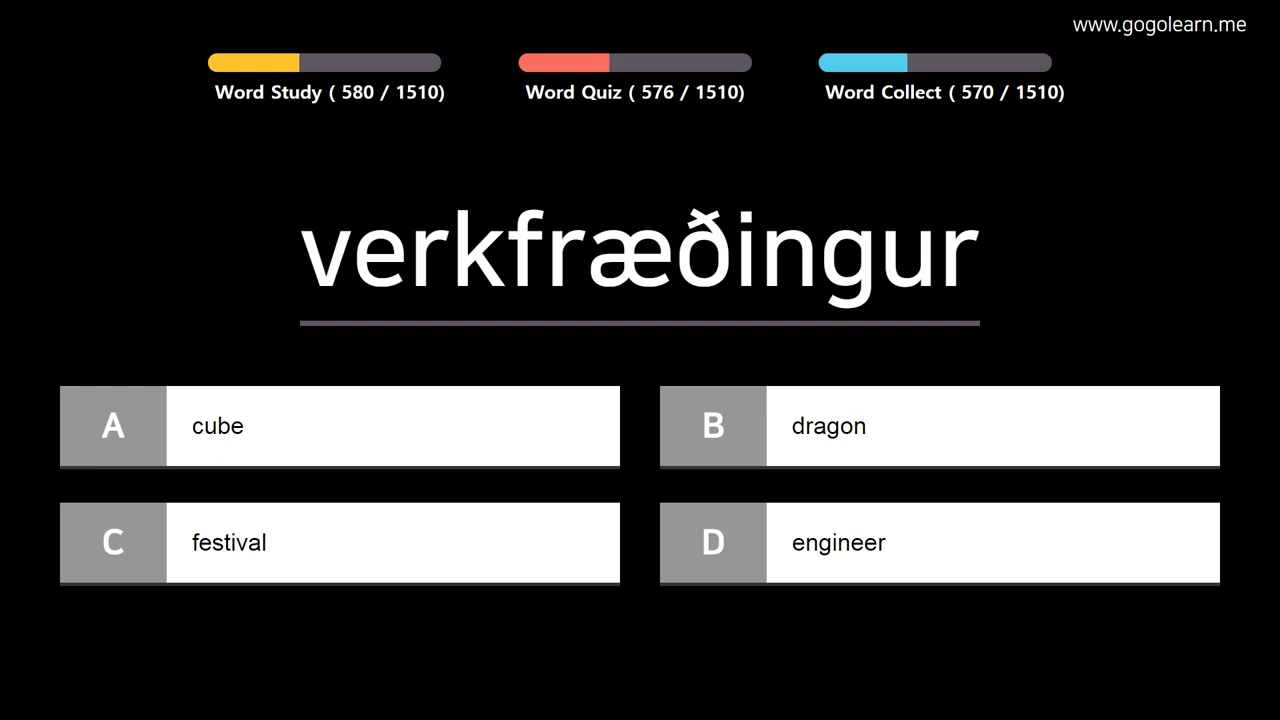 www.gogolearn.me
Word Study ( 580 / 1510)
Word Quiz ( 576 / 1510)
Word Collect ( 570 / 1510)
verkfræðingur
A cube
B dragon
C festival
D engineer